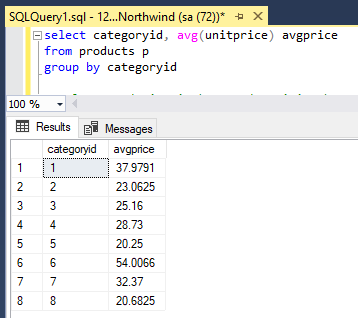 SQLQuery1.sql - 12...Northwind (sa (72))*
select categoryid, avg(unitprice) avgprice
from products p
group by categoryid
100 %
Results Messages
categoryid avgprice
1 1 37.9791
2 2 23.0625
3 3 25.16
4 4 28.73
5 5 20.25
6 6 54.0066
7 7 32.37
8 8 20.6825